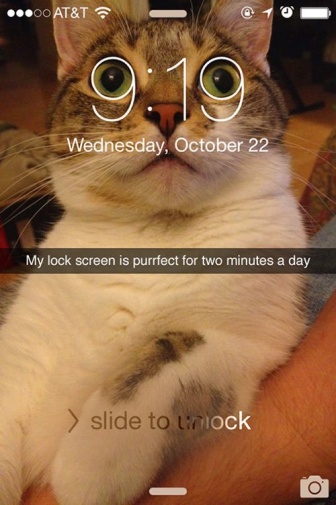 AT&T
9:19
Wednesday, October 22
My lock screen is purrfect for two minutes a day
slide to unlock